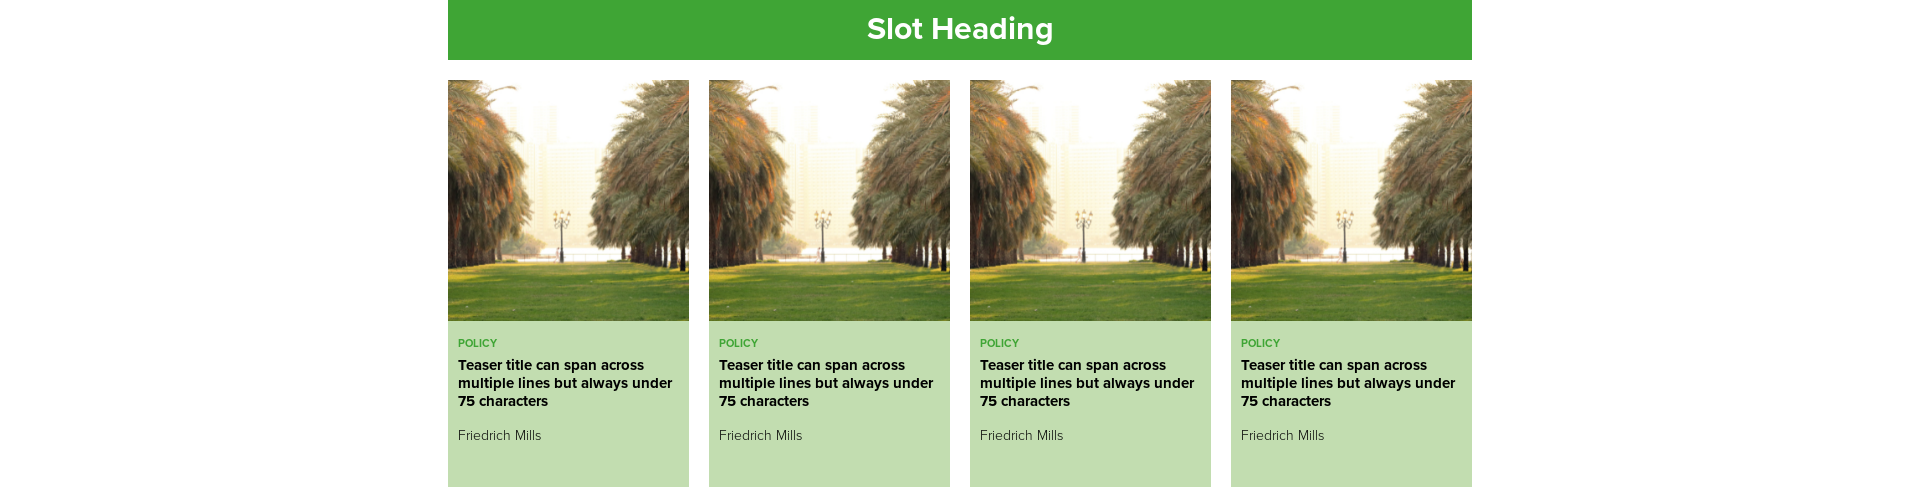 Slot Heading
POLICY
Teaser title can span across
multiple lines but always under
75 characters
Friedrich Mills
POLICY
Teaser title can span across
multiple lines but always under
75 characters
Friedrich Mills
POLICY
Teaser title can span across
multiple lines but always under
75 characters
Friedrich Mills
POLICY
Teaser title can span across
multiple lines but always under
75 characters
Friedrich Mills